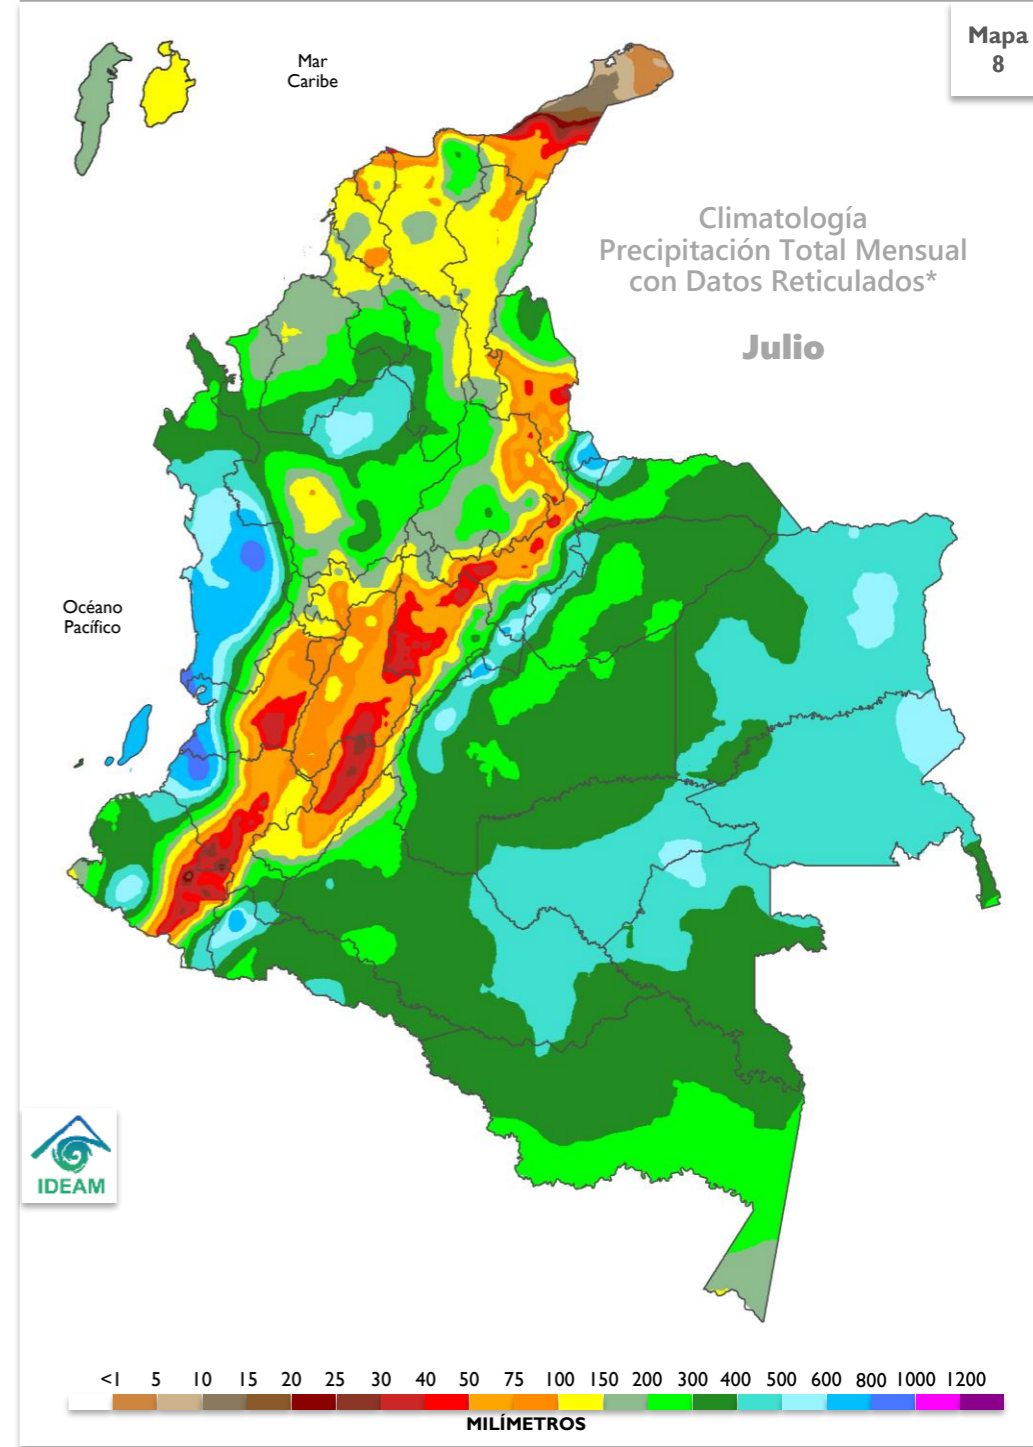 Mapa
8
Mar
Caribe
Climatología
Precipitación Total Mensual
con Datos Reticulados*
Julio
Océano
Pacífico
IDEAM
<1 5 10 15 20 25 30 40 50 75 100 150 200 300 400 500 600 800 1000 1200
MILÍMETROS